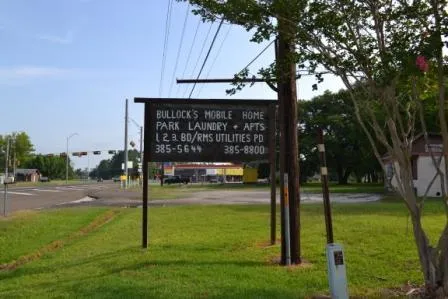 BULLOCK'S MOBILE HOME
PARK LAUNDRY + APTS
1, 2, 3, BD/RMS UTILITIES PD
385-5644 385-8800